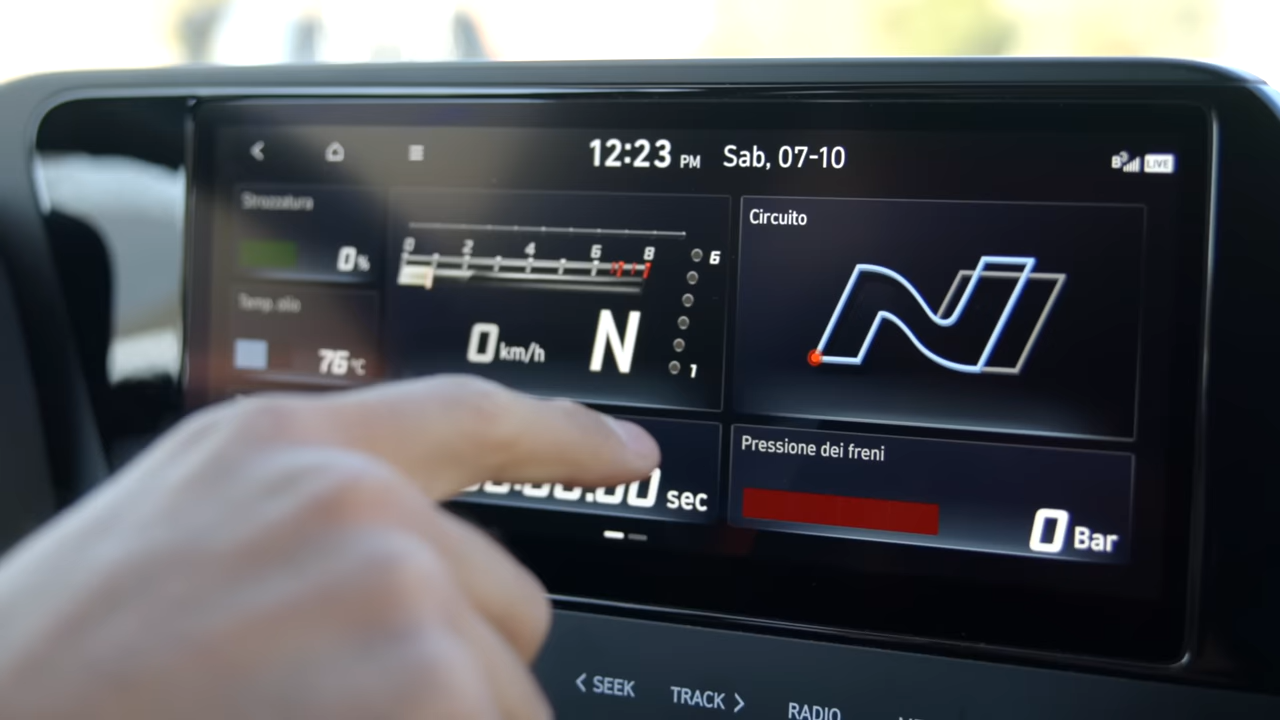 12:23 PM Sab, 07-10
LIVE
Strozzatura
0%
Temp. olio
76°C
0 2 4 6 8
6
1
0 km/h
N
Circuito
sec
Pressione dei freni
0 Bar
< SEEK
TRACK >
RADIO